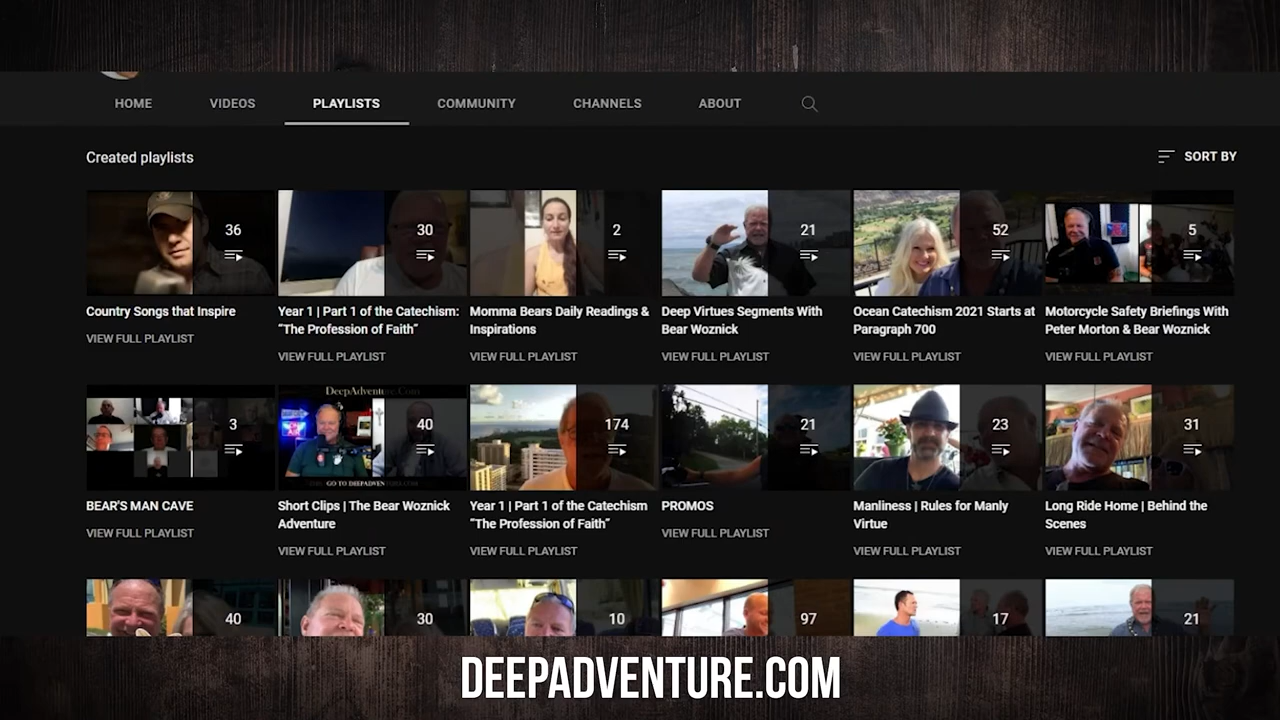 HOME VIDEOS PLAYLISTS COMMUNITY CHANNELS ABOUT
Created playlists
SORT BY
36
30
2
21
52
5
Country Songs that Inspire
VIEW FULL PLAYLIST
Year 1 | Part 1 of the Catechism:
“The Profession of Faith”
VIEW FULL PLAYLIST
Momma Bears Daily Readings &
Inspirations
VIEW FULL PLAYLIST
Deep Virtues Segments With
Bear Woznick
VIEW FULL PLAYLIST
Ocean Catechism 2021 Starts at
Paragraph 700
VIEW FULL PLAYLIST
Motorcycle Safety Briefings With
Peter Morton & Bear Woznick
VIEW FULL PLAYLIST
3
DeepAdventure.Com
ON AIR
GO TO DEEPADVEN
40
174
21
23
31
BEAR'S MAN CAVE
VIEW FULL PLAYLIST
Short Clips | The Bear Woznick
Adventure
VIEW FULL PLAYLIST
Year 1 | Part 1 of the Catechism
“The Profession of Faith”
VIEW FULL PLAYLIST
PROMOS
VIEW FULL PLAYLIST
Manliness | Rules for Manly
Virtue
VIEW FULL PLAYLIST
Long Ride Home | Behind the
Scenes
VIEW FULL PLAYLIST
40
30
10
97
17
21
DEEPADVENTURE.COM